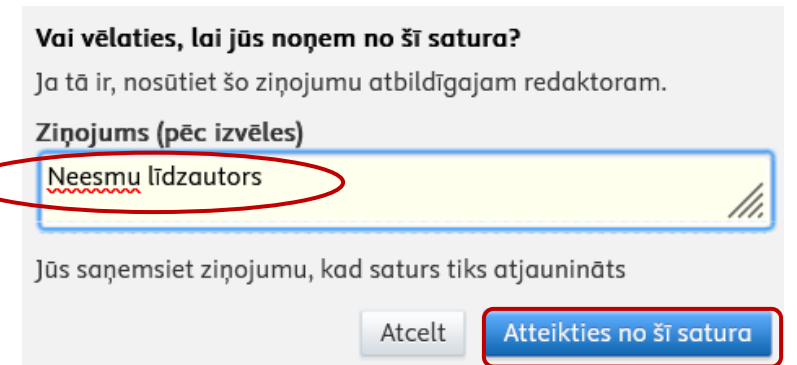 Vai vēlaties, lai jūs noņem no šī satura?
Ja tā ir, nosūtiet šo ziņojumu atbildīgajam redaktoram.
Ziņojums (pēc izvēles)
Neesmu līdzautors
Jūs saņemsiet ziņojumu, kad saturs tiks atjaunināts
Atcelt Atteikties no šī satura